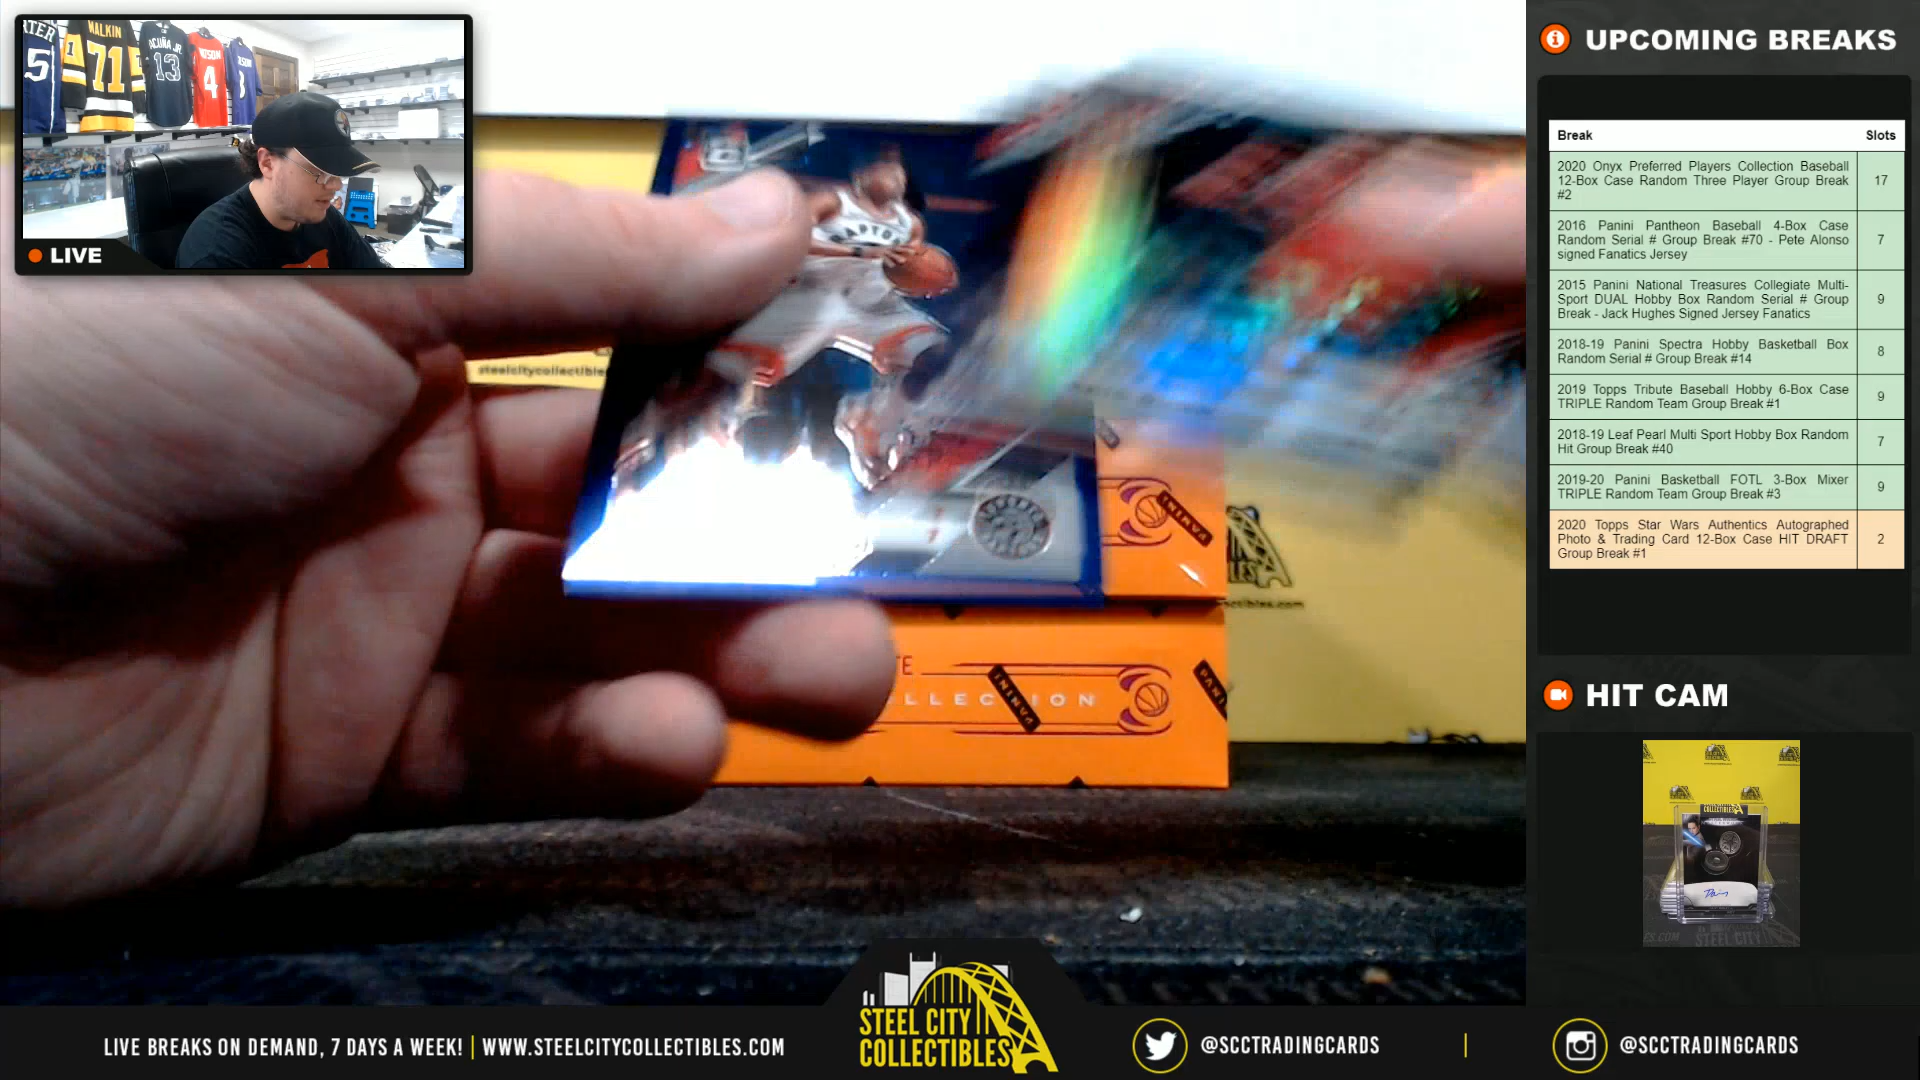 TER
5
MALKIN
71
ACUÑA JR.
13
4
LIVE
RAPTO
steelcitycollectibles
PANINI
TE
LLECTION
PANINI
PANI
UPCOMING BREAKS
Break Slots
2020 Onyx Preferred Players Collection Baseball
12-Box Case Random Three Player Group Break
#2
17
2016 Panini Pantheon Baseball 4-Box Case
Random Serial # Group Break #70 - Pete Alonso
signed Fanatics Jersey
7
2015 Panini National Treasures Collegiate Multi-
Sport DUAL Hobby Box Random Serial # Group
Break - Jack Hughes Signed Jersey Fanatics
9
2018-19 Panini Spectra Hobby Basketball Box
Random Serial # Group Break #14
8
2019 Topps Tribute Baseball Hobby 6-Box Case
TRIPLE Random Team Group Break #1
9
2018-19 Leaf Pearl Multi Sport Hobby Box Random
Hit Group Break #40
7
2019-20 Panini Basketball FOTL 3-Box Mixer
TRIPLE Random Team Group Break #3
9
2020 Topps Star Wars Authentics Autographed
Photo & Trading Card 12-Box Case HIT DRAFT
Group Break #1
2
HIT CAM
STEEL CITY
LIVE BREAKS ON DEMAND, 7 DAYS A WEEK! | WWW.STEELCITYCOLLECTIBLES.COM
STEEL CITY
COLLECTIBLES
@SCCTRADINGCARDS
@SCCTRADINGCARDS